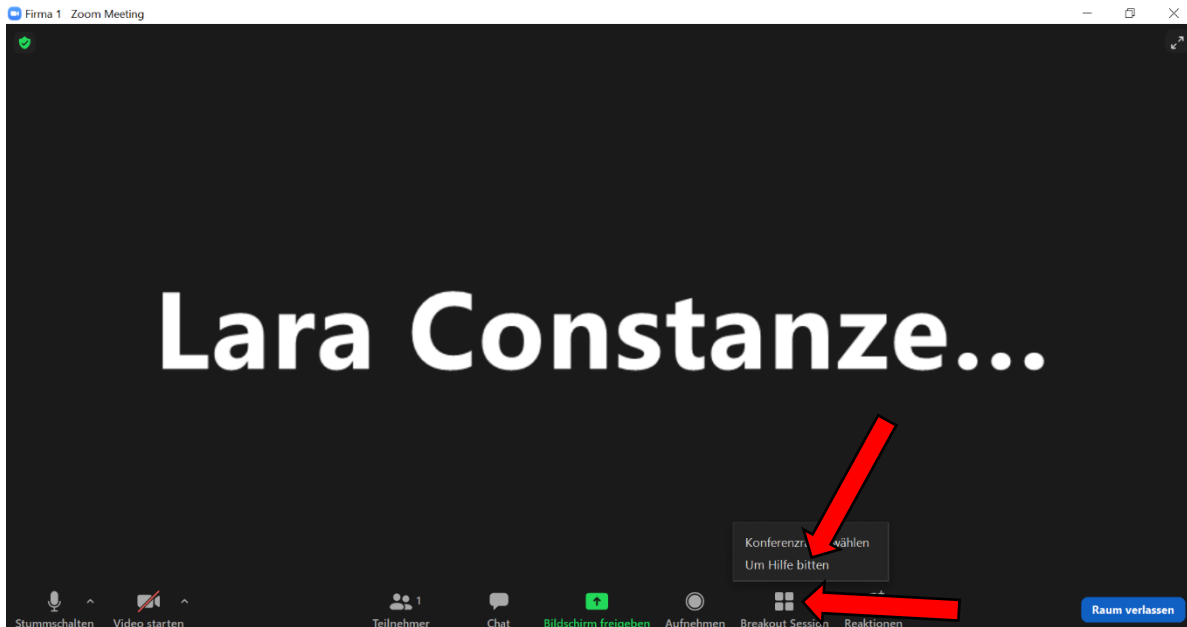 Firma 1 Zoom Meeting
Lara Constanze...
wählen
Um Hilfe bitten
1
Stummschalten Video starten Teilnehmer Chat Bildschirm freigeben Aufnehmen Breakout Session Reaktionen
Raum verlassen